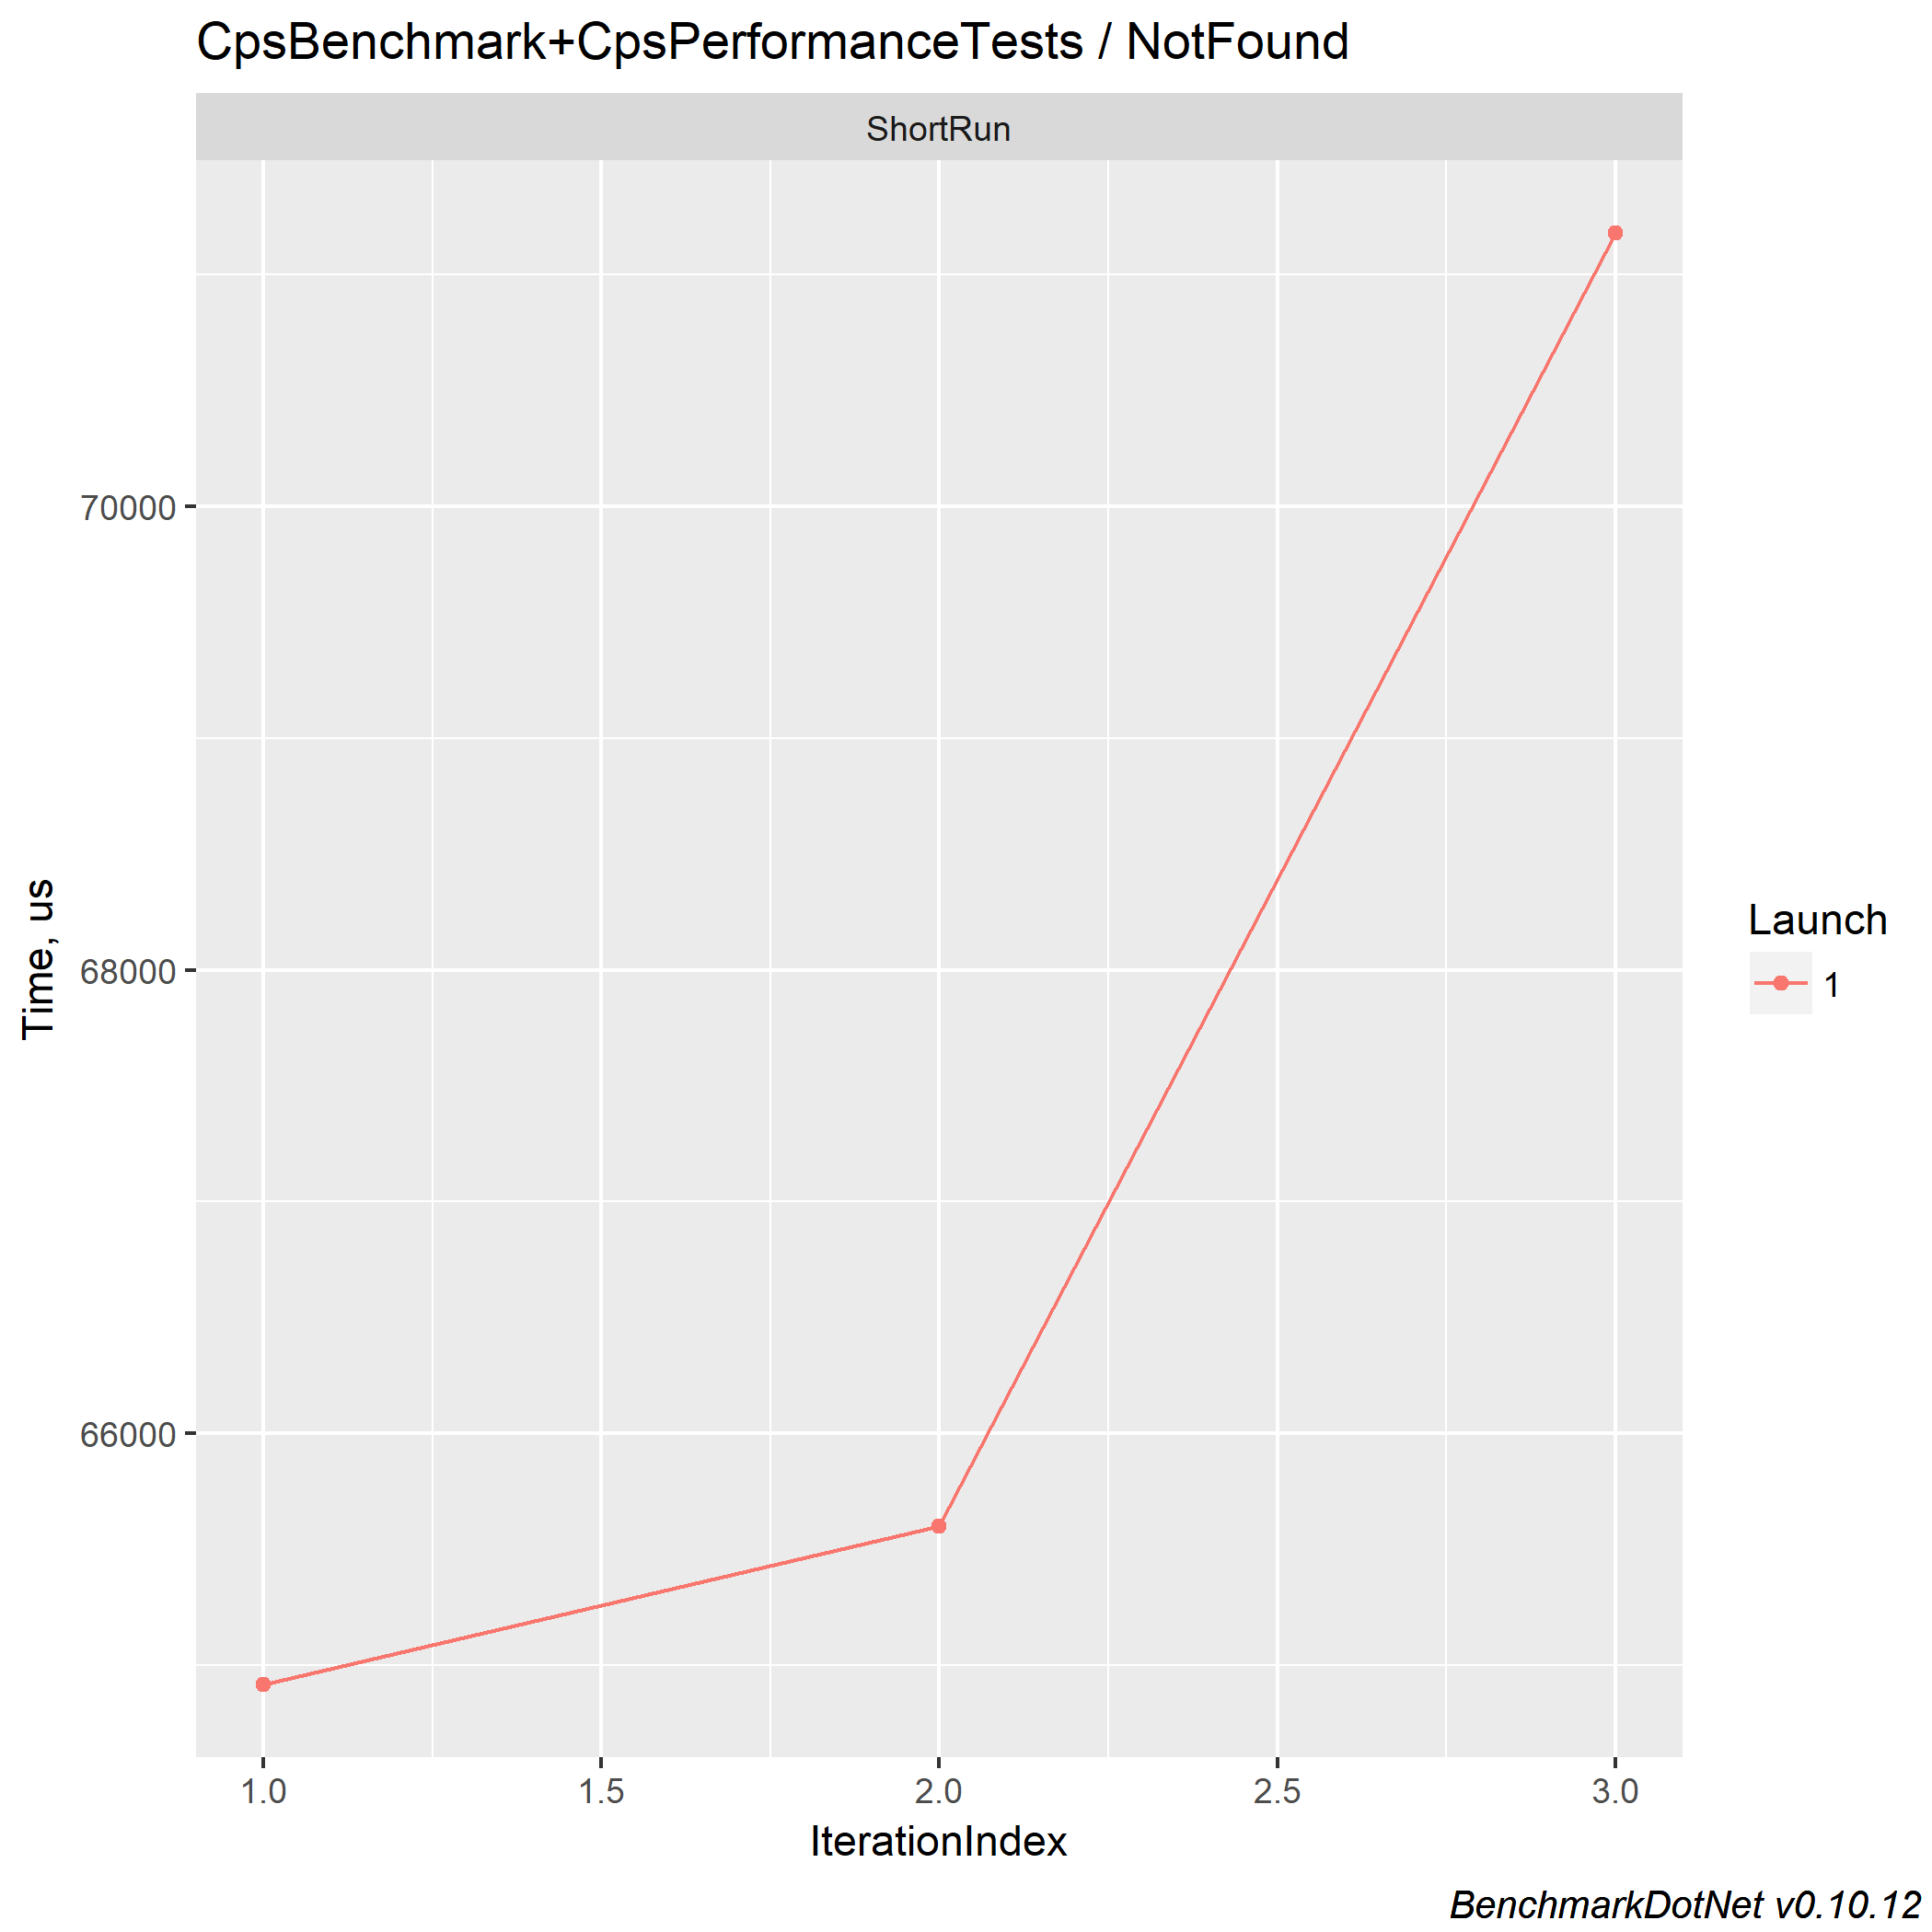 CpsBenchmark+CpsPerformanceTests / NotFound
ShortRun
70000
68000
66000
Time, us
1.0 1.5 2.0 2.5 3.0
IterationIndex
Launch
1
BenchmarkDotNet v0.10.12